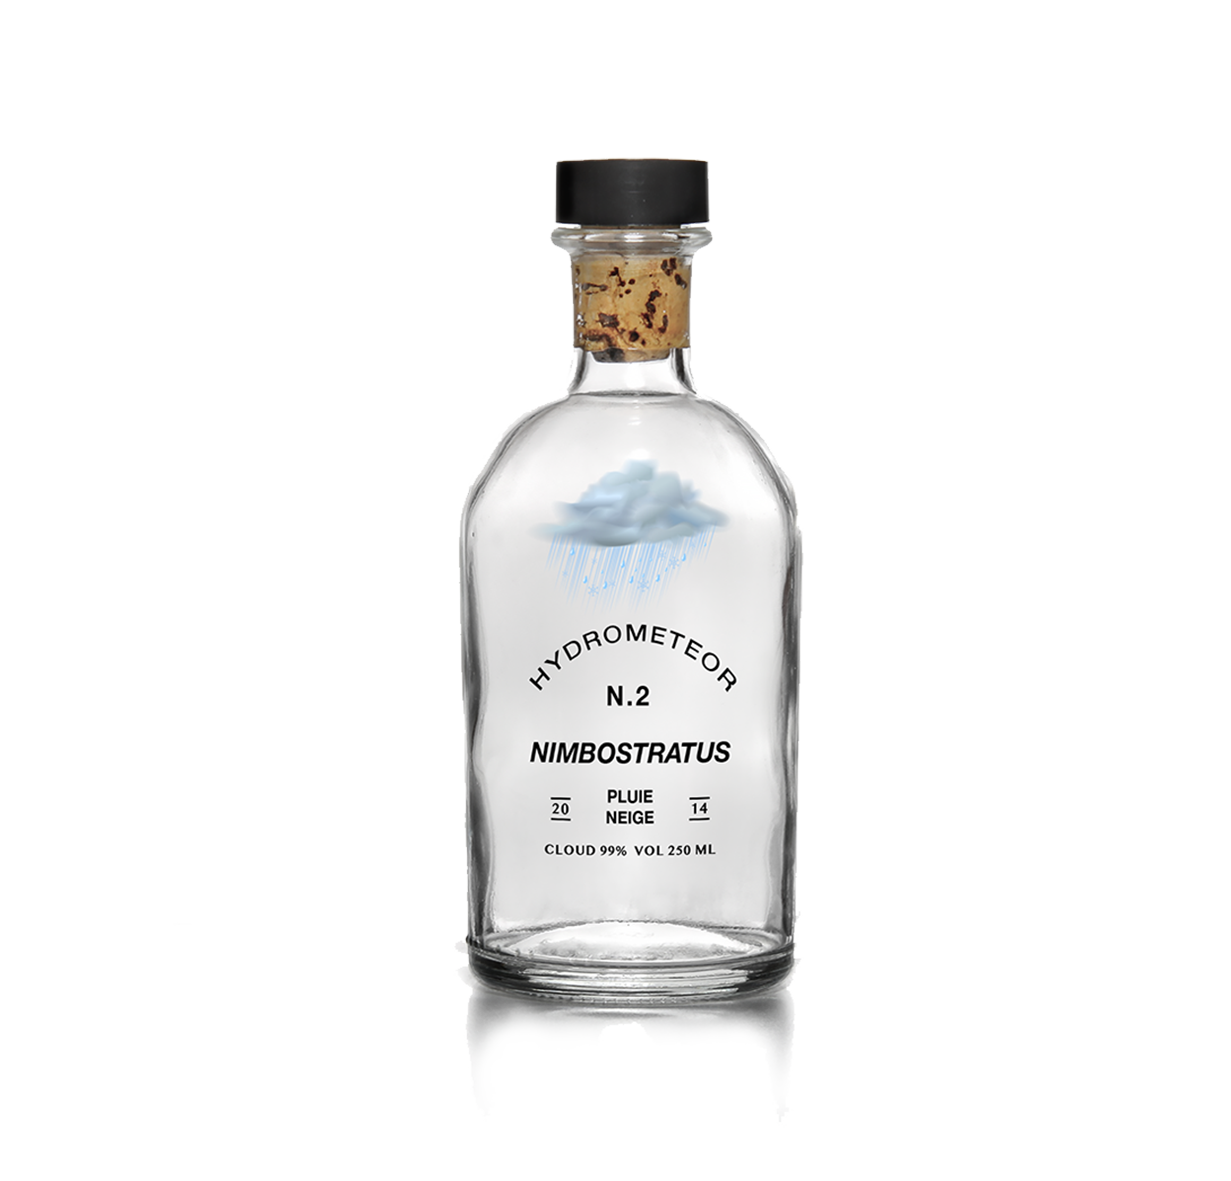 HYDROMETEOR
N.2
NIMBOSTRATUS
20 PLUIE 14
NEIGE
CLOUD 99% VOL 250 ML